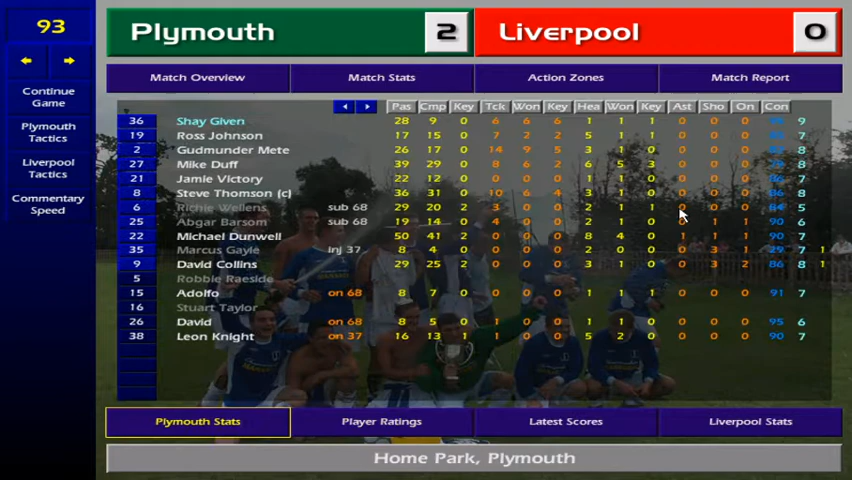 93
Plymouth 2 Liverpool 0
Continue Game
Plymouth Tactics
Liverpool Tactics
Commentary Speed
Match Overview Match Stats Action Zones Match Report
Pas Cmp Key Tck Won Key Hea Won Key Ast Sho On Con
36 Shay Given 28 9 0 6 6 6 1 1 1 0 0 0 9
19 Ross Johnson 17 15 0 7 2 2 5 1 1 0 0 0 7
2 Gudmunder Mete 26 17 0 14 9 5 3 1 0 0 0 0 8
27 Mike Duff 39 29 0 8 6 2 6 5 3 0 0 0 8
21 Jamie Victory 0 0 0 0 7
8 Steve Thomson (c) 36 31 0 10 6 4 3 1 0 0 0 0 86 8
6 Richie Wellens sub 68 29 20 2 3 0 0 2 1 1 0 0 0 84 5
25 Abgar Barsom sub 68 19 14 0 4 0 0 2 1 0 0 1 1 90 6
22 Michael Dunwell 50 41 2 0 0 0 8 4 0 1 1 1 90 7
35 Marcus Gayle inj 37 8 4 0 0 0 0 2 0 0 0 3 1 7 1
9 David Collins 29 25 2 0 0 0 3 1 0 0 3 2 86 8 1
5 Robbie Raeside
15 Adolfo on 68 8 7 0 0 0 0 1 1 1 0 0 0 91 7
16 Stuart Taylor
26 David on 68 8 5 0 1 0 0 1 1 0 0 0 0 95 6
38 Leon Knight on 37 16 13 1 1 0 0 5 2 0 0 0 0 90 7
Plymouth Stats Player Ratings Latest Scores Liverpool Stats
Home Park, Plymouth